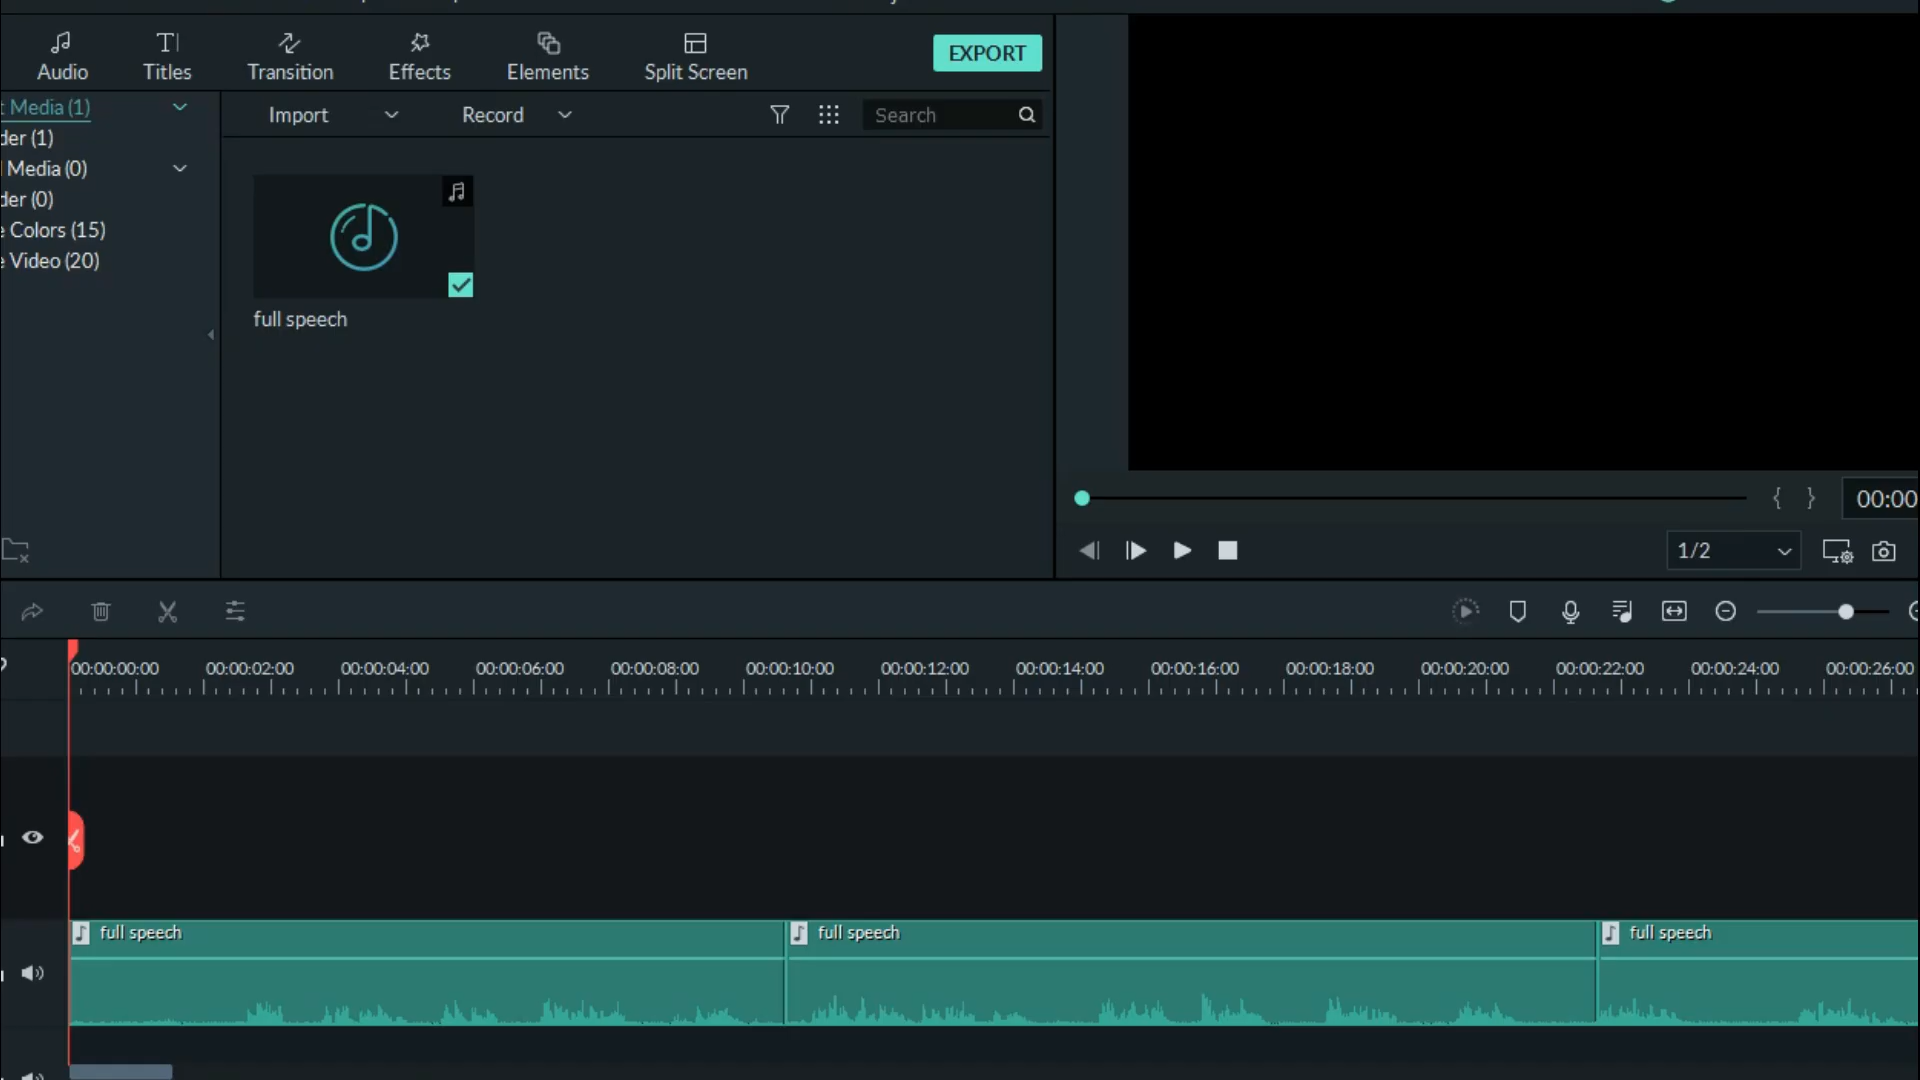 Audio
Titles
Transition
Effects
Elements
Split Screen
EXPORT
t Media (1)
der (1)
Media (0)
der (0)
e Colors (15)
e Video (20)
Import
Record
Search
full speech
00:00
1/2
00:00:00:00
00:00:02:00
00:00:04:00
00:00:06:00
00:00:08:00
00:00:10:00
00:00:12:00
00:00:14:00
00:00:16:00
00:00:18:00
00:00:20:00
00:00:22:00
00:00:24:00
00:00:26:00
full speech
full speech
full speech